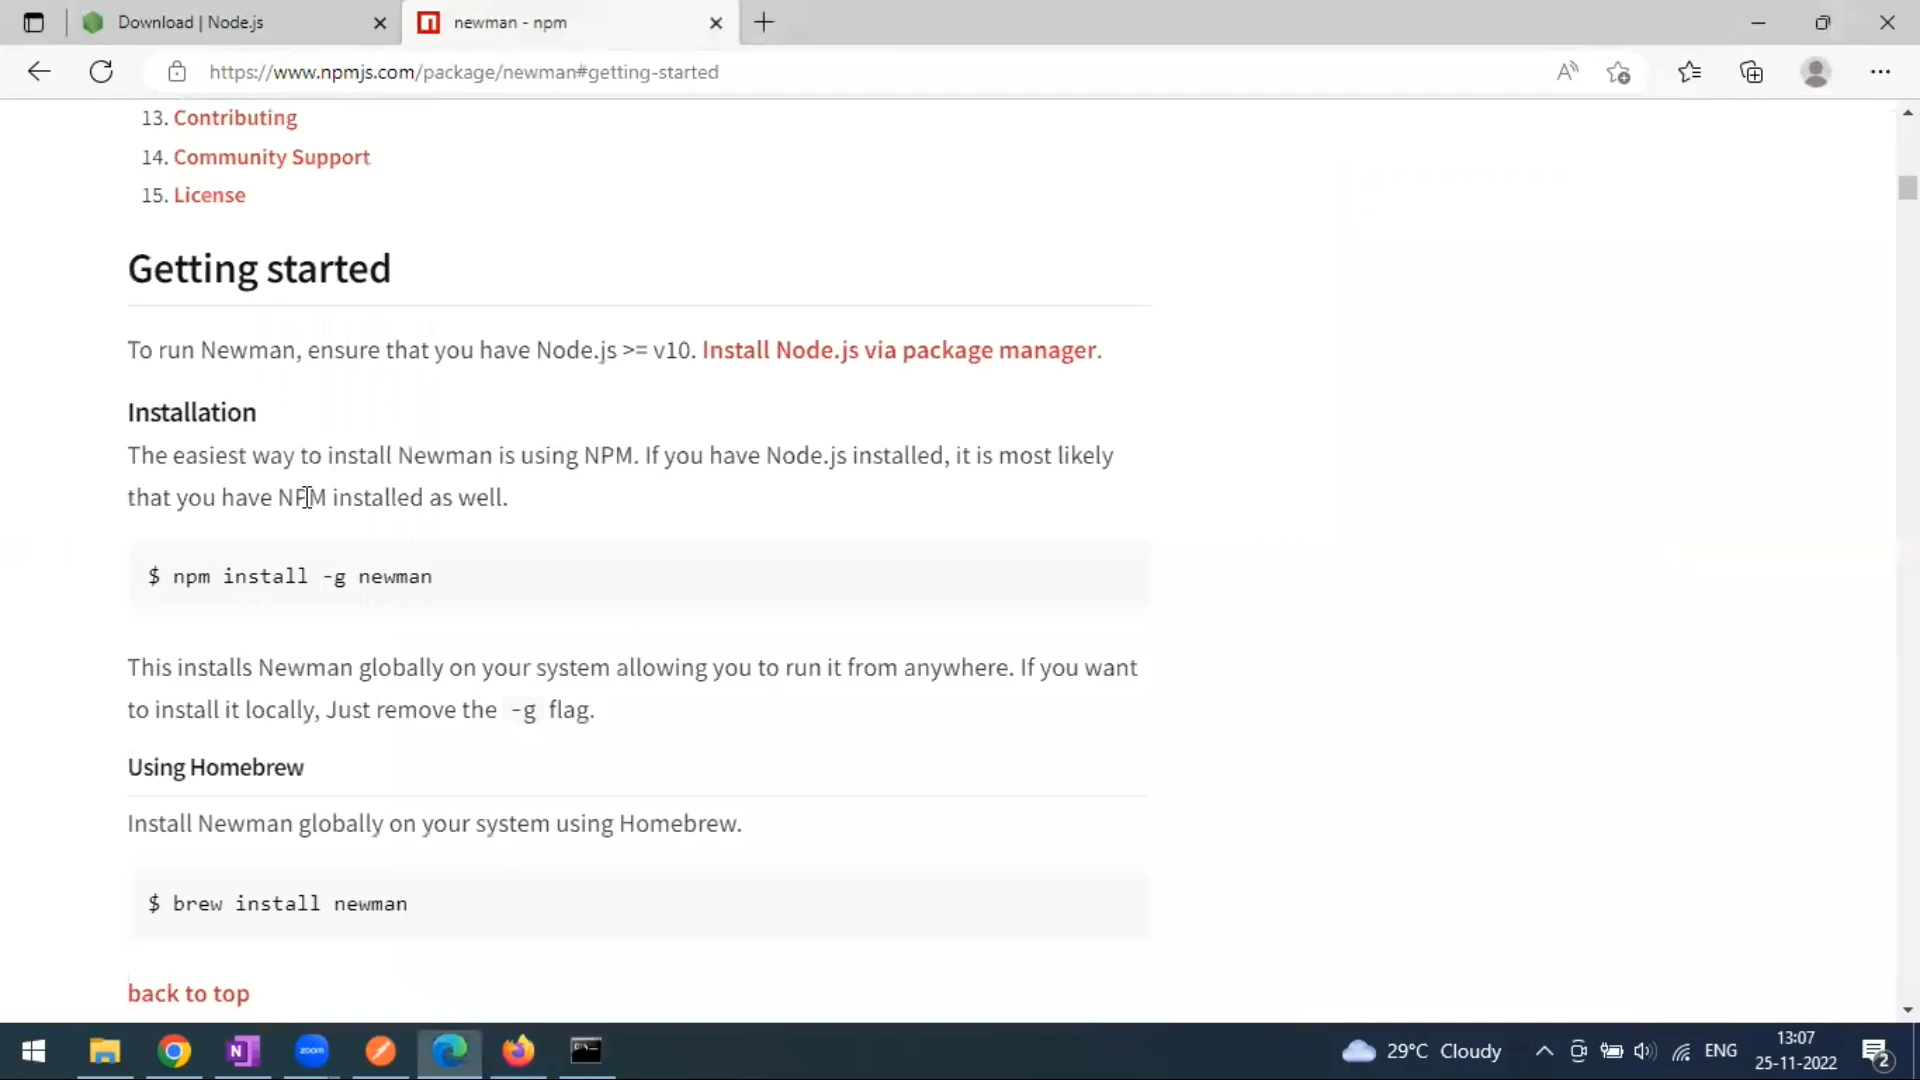 Download | Node.js
newman - npm
https://www.npmjs.com/package/newman#getting-started
13. Contributing
14. Community Support
15. License
Getting started
To run Newman, ensure that you have Node.js >= v10. Install Node.js via package manager.
Installation
The easiest way to install Newman is using NPM. If you have Node.js installed, it is most likely
that you have NPM installed as well.
$ npm install -g newman
This installs Newman globally on your system allowing you to run it from anywhere. If you want
to install it locally, Just remove the -g flag.
Using Homebrew
Install Newman globally on your system using Homebrew.
$ brew install newman
back to top
N
zoom
29°C Cloudy
ENG
13:07
25-11-2022
2